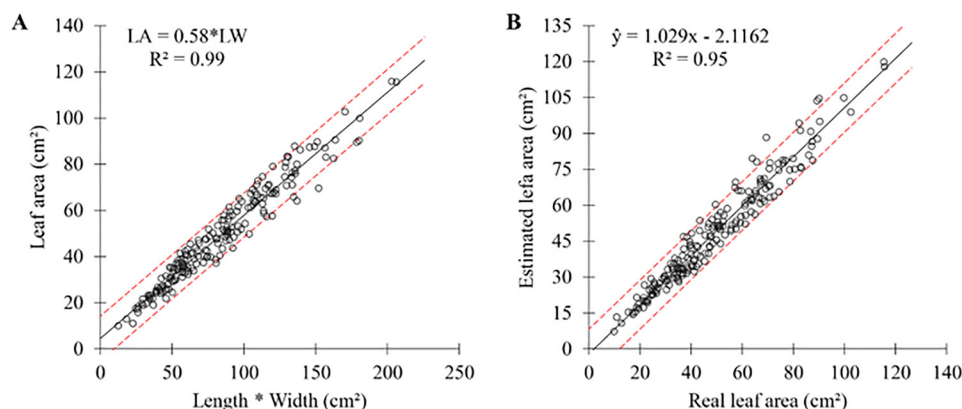 A
LA = 0.58*LW
R² = 0.99
Leaf area (cm²)
140
120
100
80
60
40
20
0
0 50 100 150 200 250
Length * Width (cm²)
B
ŷ = 1.029x - 2.1162
R² = 0.95
Estimated lefa area (cm²)
135
120
105
90
75
60
45
30
15
0
0 20 40 60 80 100 120 140
Real leaf area (cm²)